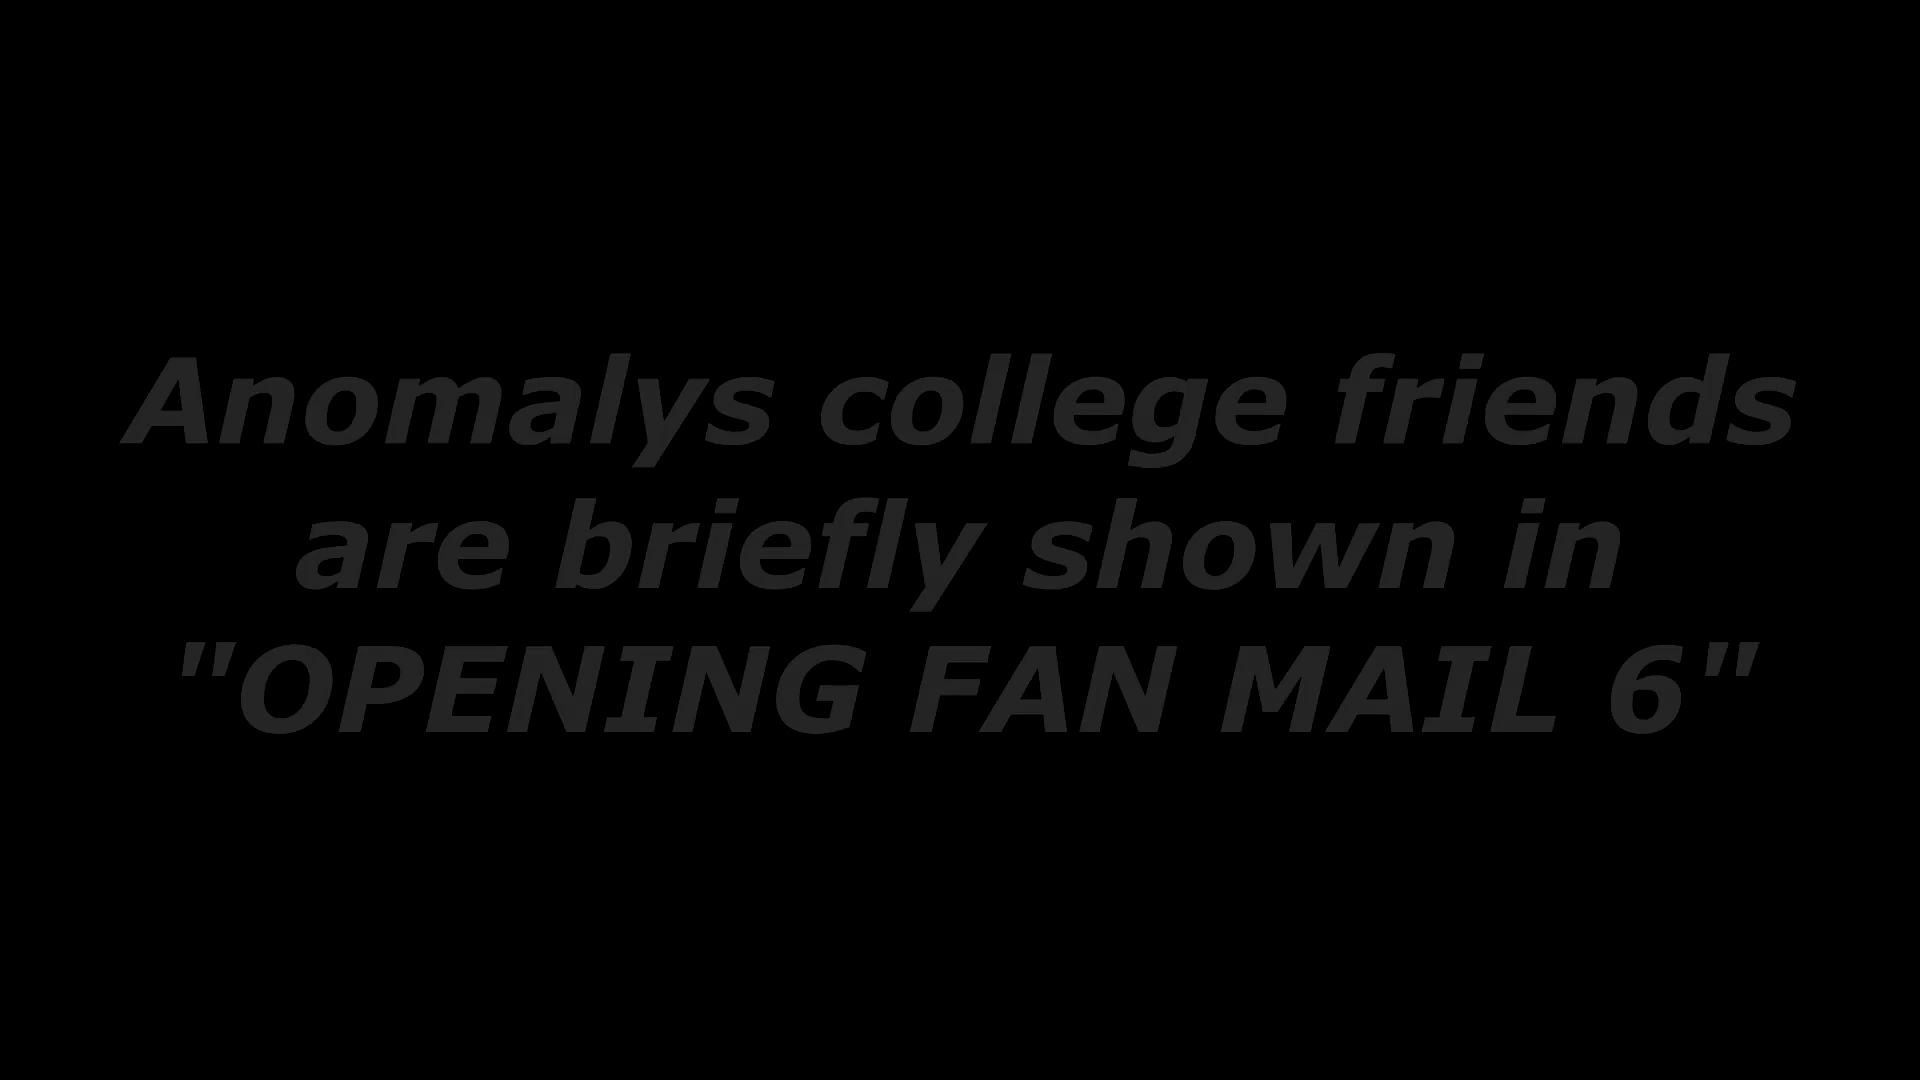 Anomalys college friends
are briefly shown in
"OPENING FAN MAIL 6"